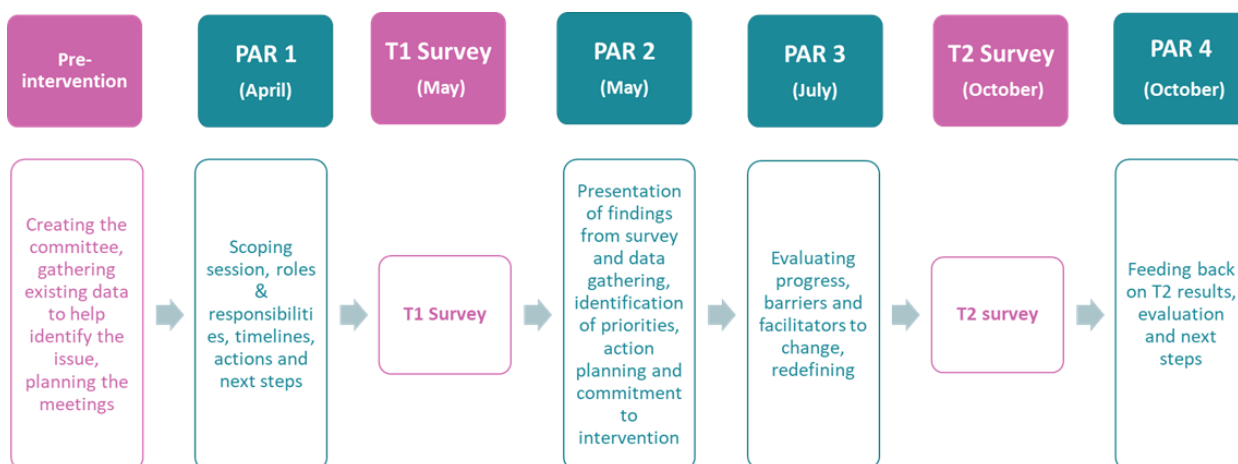 Pre-
intervention
PAR 1
(April)
T1 Survey
(May)
PAR 2
(May)
PAR 3
(July)
T2 Survey
(October)
PAR 4
(October)
Creating the
committee,
gathering
existing data
to help
identify the
issue,
planning the
meetings
Scoping
session, roles
&
responsibiliti
es, timelines,
actions and
next steps
T1 Survey
Presentation
of findings
from survey
and data
gathering,
identification
of priorities,
action
planning and
commitment
to
intervention
Evaluating
progress,
barriers and
facilitators to
change,
redefining
T2 survey
Feeding back
on T2 results,
evaluation
and next
steps